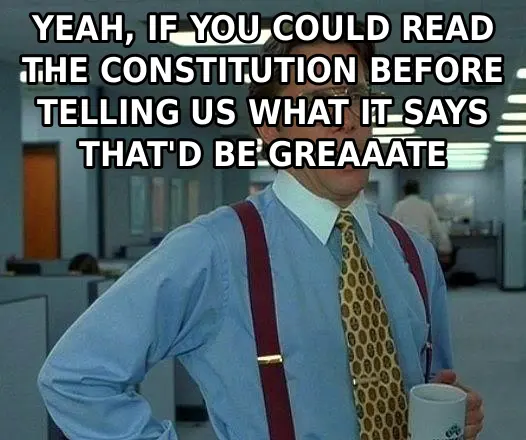 YEAH, IF YOU COULD READ
THE CONSTITUTION BEFORE
TELLING US WHAT IT SAYS
THAT'D BE GREAAATE